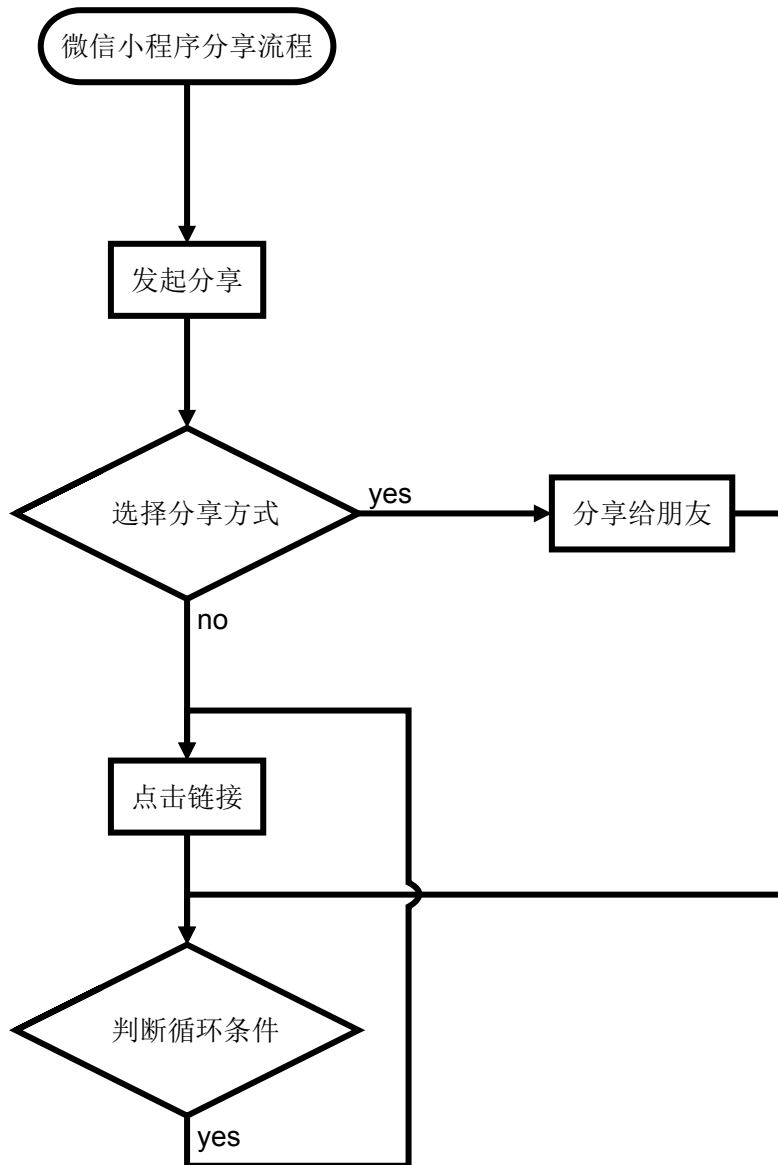 微信小程序分享流程
发起分享
选择分享方式
yes
分享给朋友
no
点击链接
判断循环条件
yes